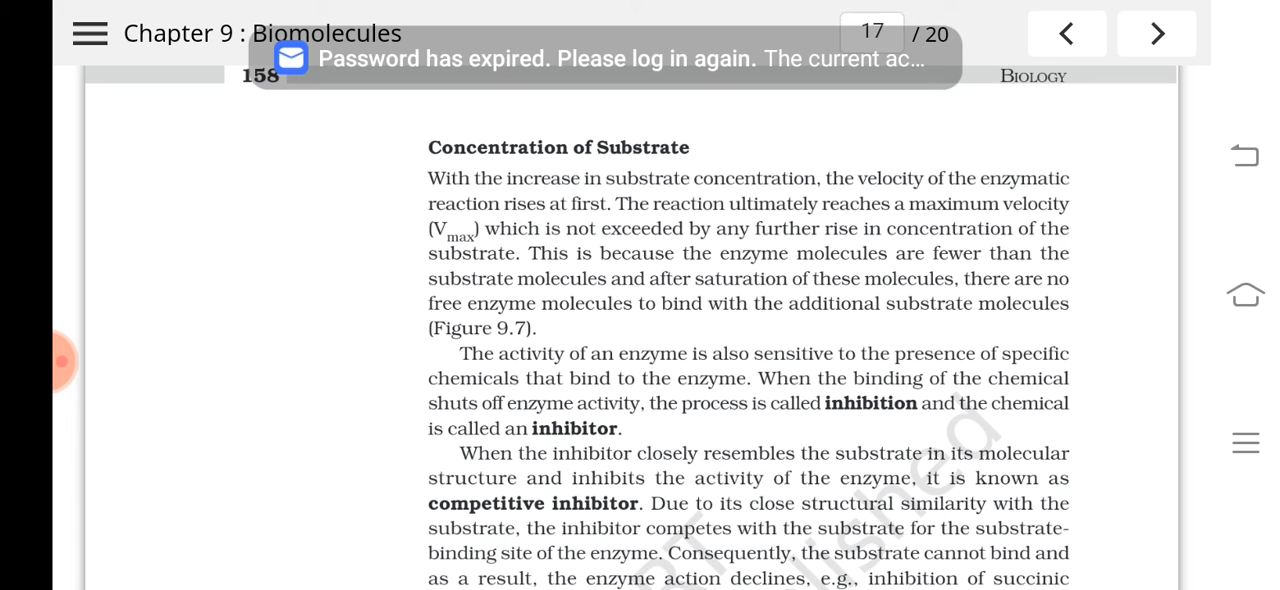 Chapter 9 : Biomolecules
17 / 20
Password has expired. Please log in again. The current ac...
158
BIOLOGY
Concentration of Substrate
With the increase in substrate concentration, the velocity of the enzymatic
reaction rises at first. The reaction ultimately reaches a maximum velocity
(Vmax) which is not exceeded by any further rise in concentration of the
substrate. This is because the enzyme molecules are fewer than the
substrate molecules and after saturation of these molecules, there are no
free enzyme molecules to bind with the additional substrate molecules
(Figure 9.7).
The activity of an enzyme is also sensitive to the presence of specific
chemicals that bind to the enzyme. When the binding of the chemical
shuts off enzyme activity, the process is called inhibition and the chemical
is called an inhibitor.
When the inhibitor closely resembles the substrate in its molecular
structure and inhibits the activity of the enzyme, it is known as
competitive inhibitor. Due to its close structural similarity with the
substrate, the inhibitor competes with the substrate for the substrate-
binding site of the enzyme. Consequently, the substrate cannot bind and
as a result, the enzyme action declines, e.g., inhibition of succinic